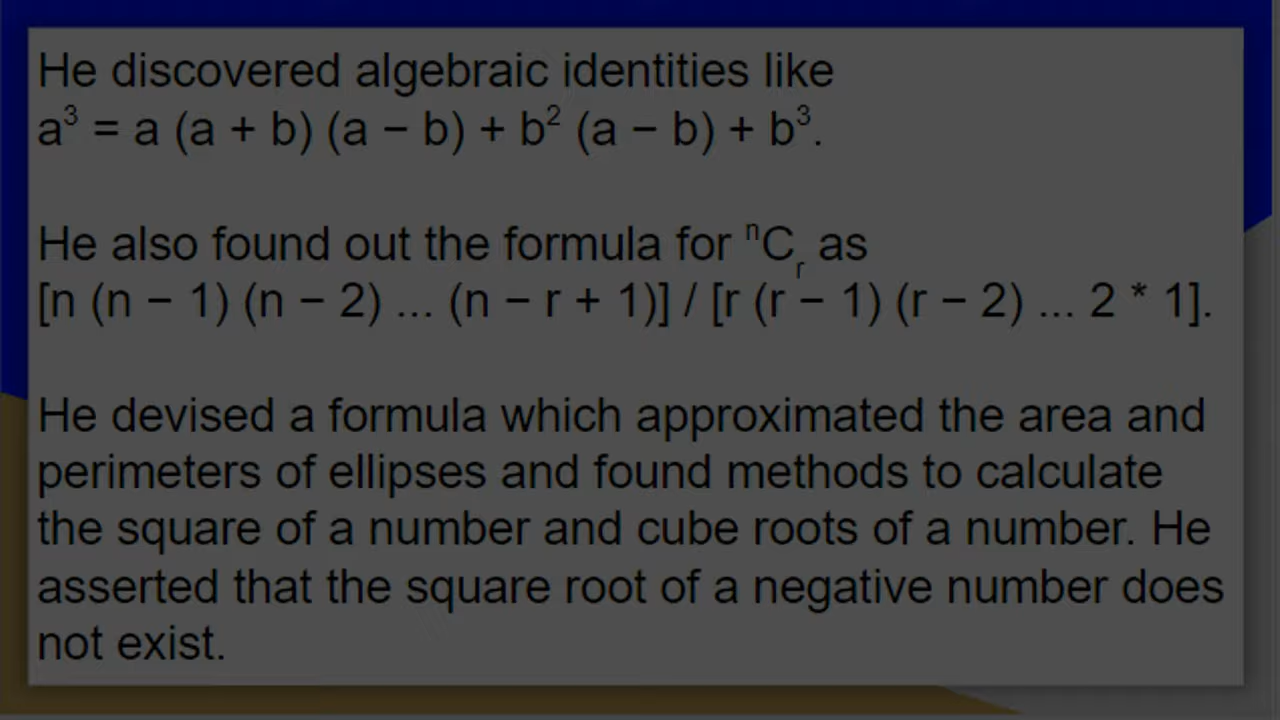 He discovered algebraic identities like
a³ = a (a + b) (a − b) + b² (a − b) + b³.
He also found out the formula for ⁿCᵣ as
[n (n − 1) (n − 2) ... (n − r + 1)] / [r (r − 1) (r − 2) ... 2 * 1].
He devised a formula which approximated the area and
perimeters of ellipses and found methods to calculate
the square of a number and cube roots of a number. He
asserted that the square root of a negative number does
not exist.